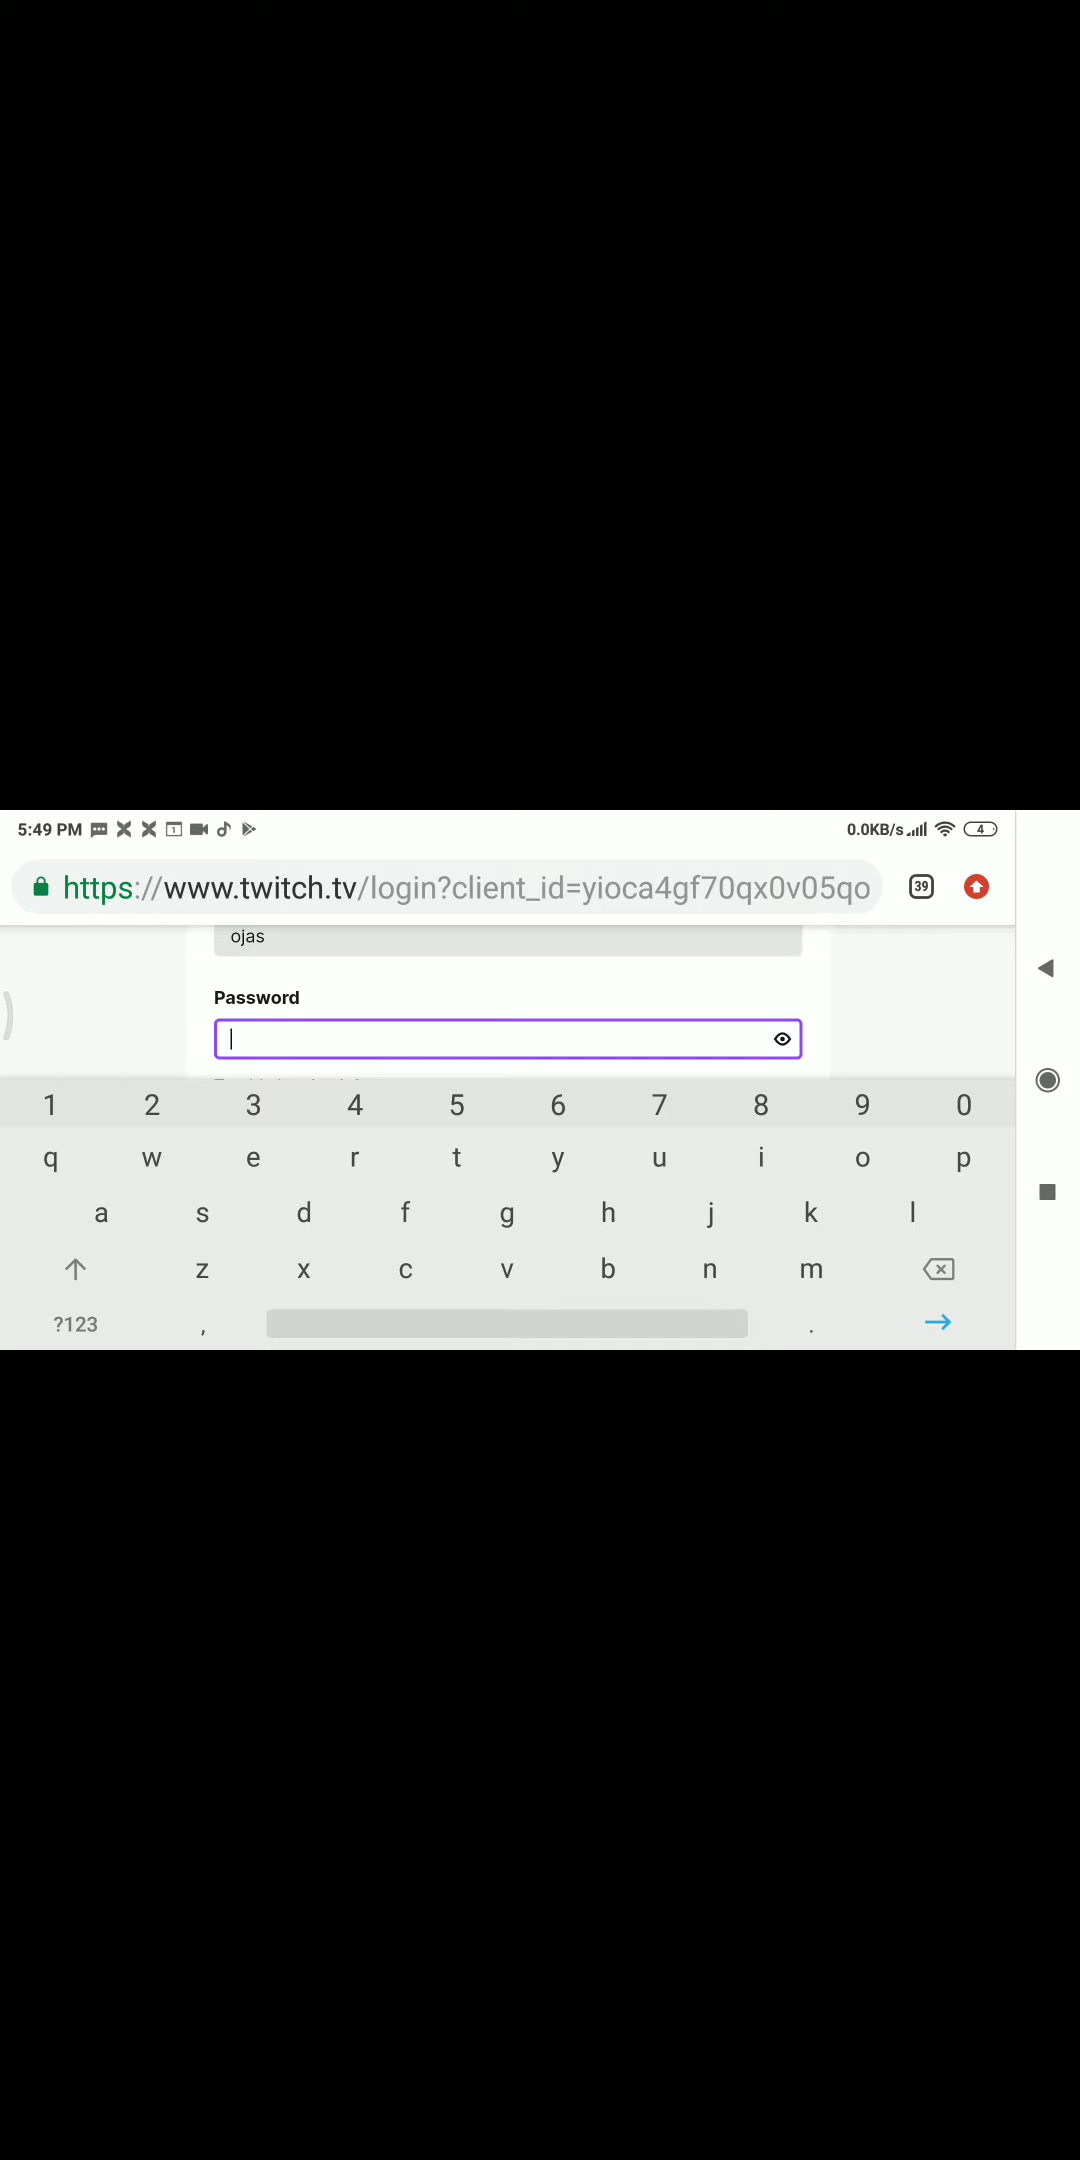 5:49 PM 1 0.0KB/s 4
https://www.twitch.tv/login?client_id=yioca4gf70qx0v05qo 39
ojas
Password
1 2 3 4 5 6 7 8 9 0
q w e r t y u i o p
a s d f g h j k l
z x c v b n m
?123 , .